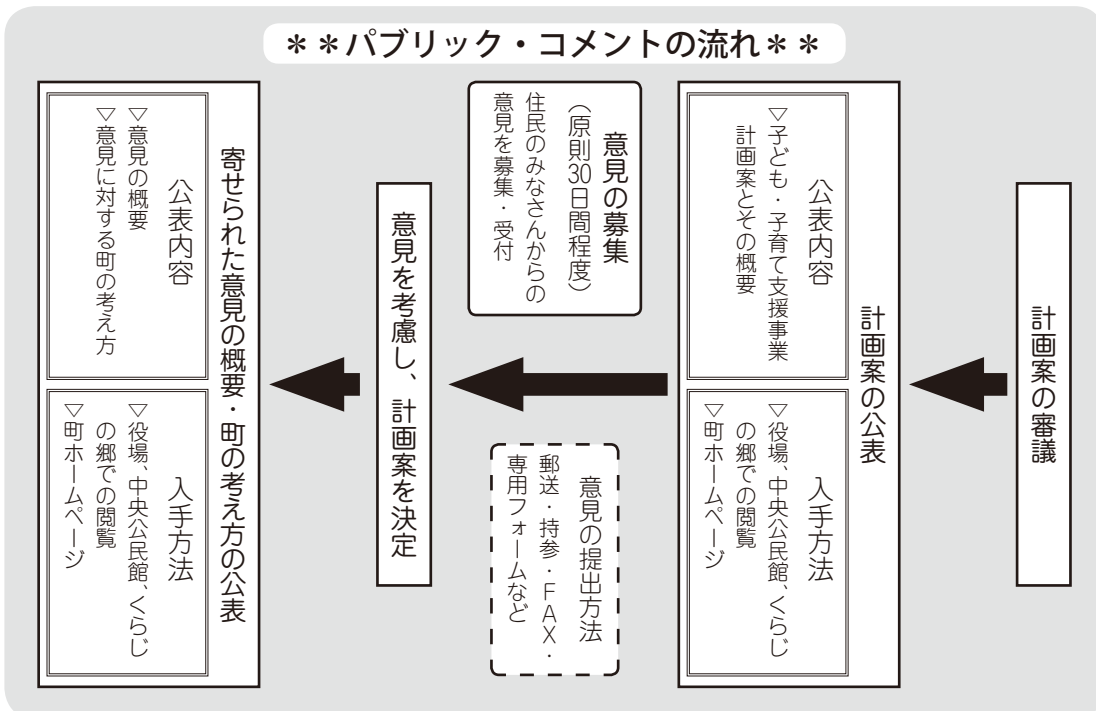 ＊＊パブリック・コメントの流れ＊＊
計画案の審議
計画案の公表
公表内容
▽子ども・子育て支援事業
計画案とその概要
入手方法
▽役場、中央公民館、くらじ
の郷での閲覧
▽町ホームページ
意見の募集
（原則30日間程度）
住民のみなさんからの
意見を募集・受付
意見の提出方法
郵送・持参・FAX・
専用フォームなど
意見を考慮し、計画案を決定
寄せられた意見の概要・町の考え方の公表
公表内容
▽意見の概要
▽意見に対する町の考え方
入手方法
▽役場、中央公民館、くらじ
の郷での閲覧
▽町ホームページ